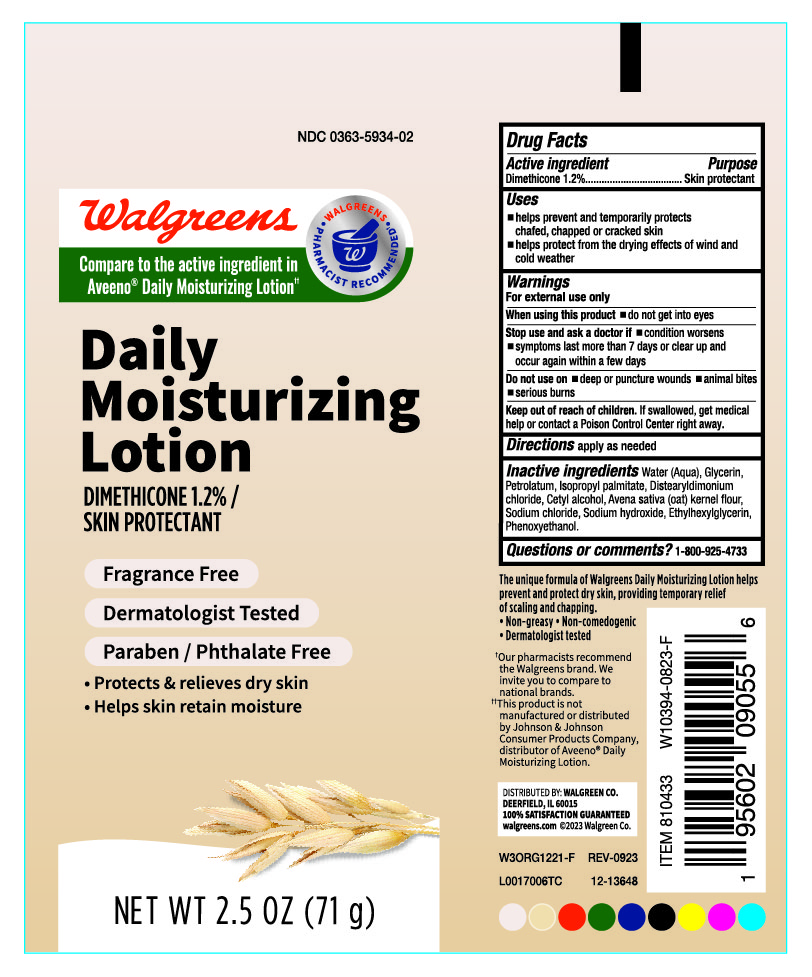 NDC 0363-5934-02
Walgreens
WALGREENS
PHARMACIST RECOMMENDED†
W
Compare to the active ingredient in
Aveeno® Daily Moisturizing Lotion††
Daily
Moisturizing
Lotion
DIMETHICONE 1.2% /
SKIN PROTECTANT
Fragrance Free
Dermatologist Tested
Paraben / Phthalate Free
• Protects & relieves dry skin
• Helps skin retain moisture
NET WT 2.5 OZ (71 g)
Drug Facts
Active ingredient Purpose
Dimethicone 1.2%................................... Skin protectant
Uses
■ helps prevent and temporarily protects
chafed, chapped or cracked skin
■ helps protect from the drying effects of wind and
cold weather
Warnings
For external use only
When using this product ■ do not get into eyes
Stop use and ask a doctor if ■ condition worsens
■ symptoms last more than 7 days or clear up and
occur again within a few days
Do not use on ■ deep or puncture wounds ■ animal bites
■ serious burns
Keep out of reach of children. If swallowed, get medical
help or contact a Poison Control Center right away.
Directions apply as needed
Inactive ingredients Water (Aqua), Glycerin,
Petrolatum, Isopropyl palmitate, Distearyldimonium
chloride, Cetyl alcohol, Avena sativa (oat) kernel flour,
Sodium chloride, Sodium hydroxide, Ethylhexylglycerin,
Phenoxyethanol.
Questions or comments? 1-800-925-4733
The unique formula of Walgreens Daily Moisturizing Lotion helps
prevent and protect dry skin, providing temporary relief
of scaling and chapping.
• Non-greasy • Non-comedogenic
• Dermatologist tested
†Our pharmacists recommend
the Walgreens brand. We
invite you to compare to
national brands.
††This product is not
manufactured or distributed
by Johnson & Johnson
Consumer Products Company,
distributor of Aveeno® Daily
Moisturizing Lotion.
DISTRIBUTED BY: WALGREEN CO.
DEERFIELD, IL 60015
100% SATISFACTION GUARANTEED
walgreens.com ©2023 Walgreen Co.
W3ORG1221-F REV-0923
L0017006TC 12-13648
ITEM 810433 W10394-0823-F
1 95602 09055 6